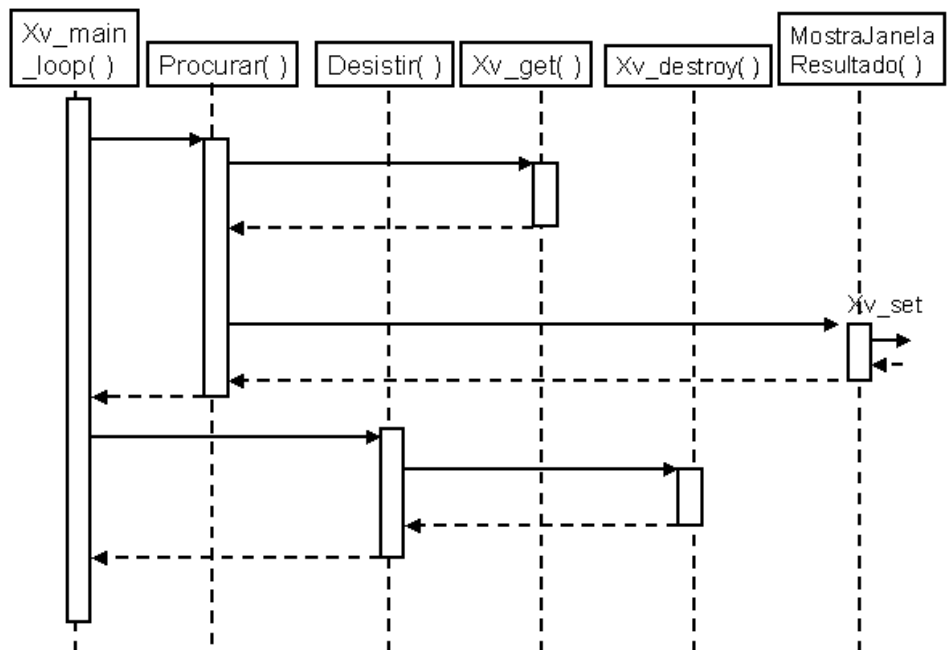 Xv_main
_loop( )
Procurar( )
Desistir( )
Xv_get( )
Xv_destroy( )
MostraJanela
Resultado( )
Xv_set